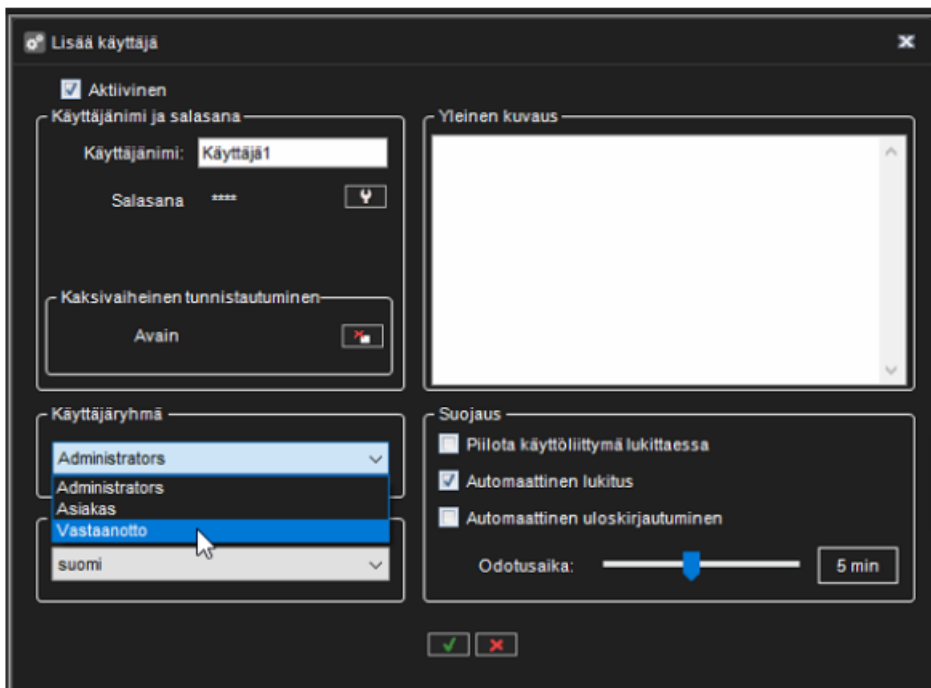 Lisää käyttäjä
Aktiivinen
Käyttäjänimi ja salasana
Käyttäjänimi: Käyttäjä1
Salasana ****
Kaksivaiheinen tunnistautuminen
Avain
Yleinen kuvaus
Käyttäjäryhmä
Administrators
Administrators
Asiakas
Vastaanotto
suomi
Suojaus
Piilota käyttöliittymä lukittaessa
Automaattinen lukitus
Automaattinen uloskirjautuminen
Odotusaika: 5 min